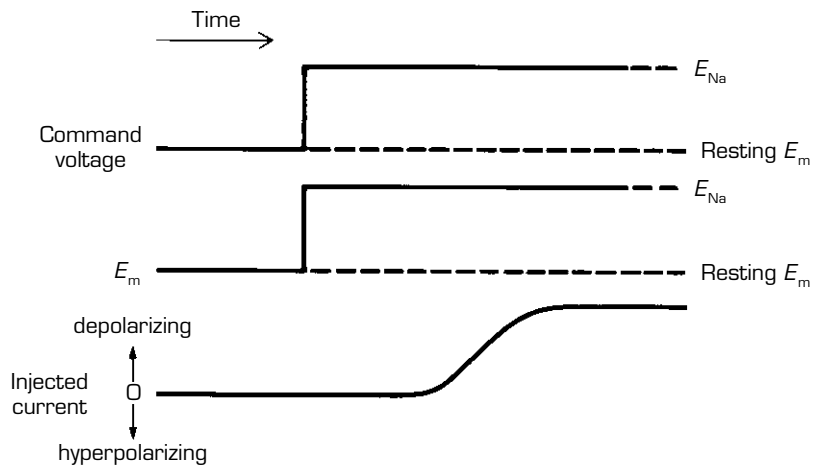 Time
E_Na
Command
voltage
Resting E_m
E_Na
E_m
Resting E_m
depolarizing
Injected
current
0
hyperpolarizing